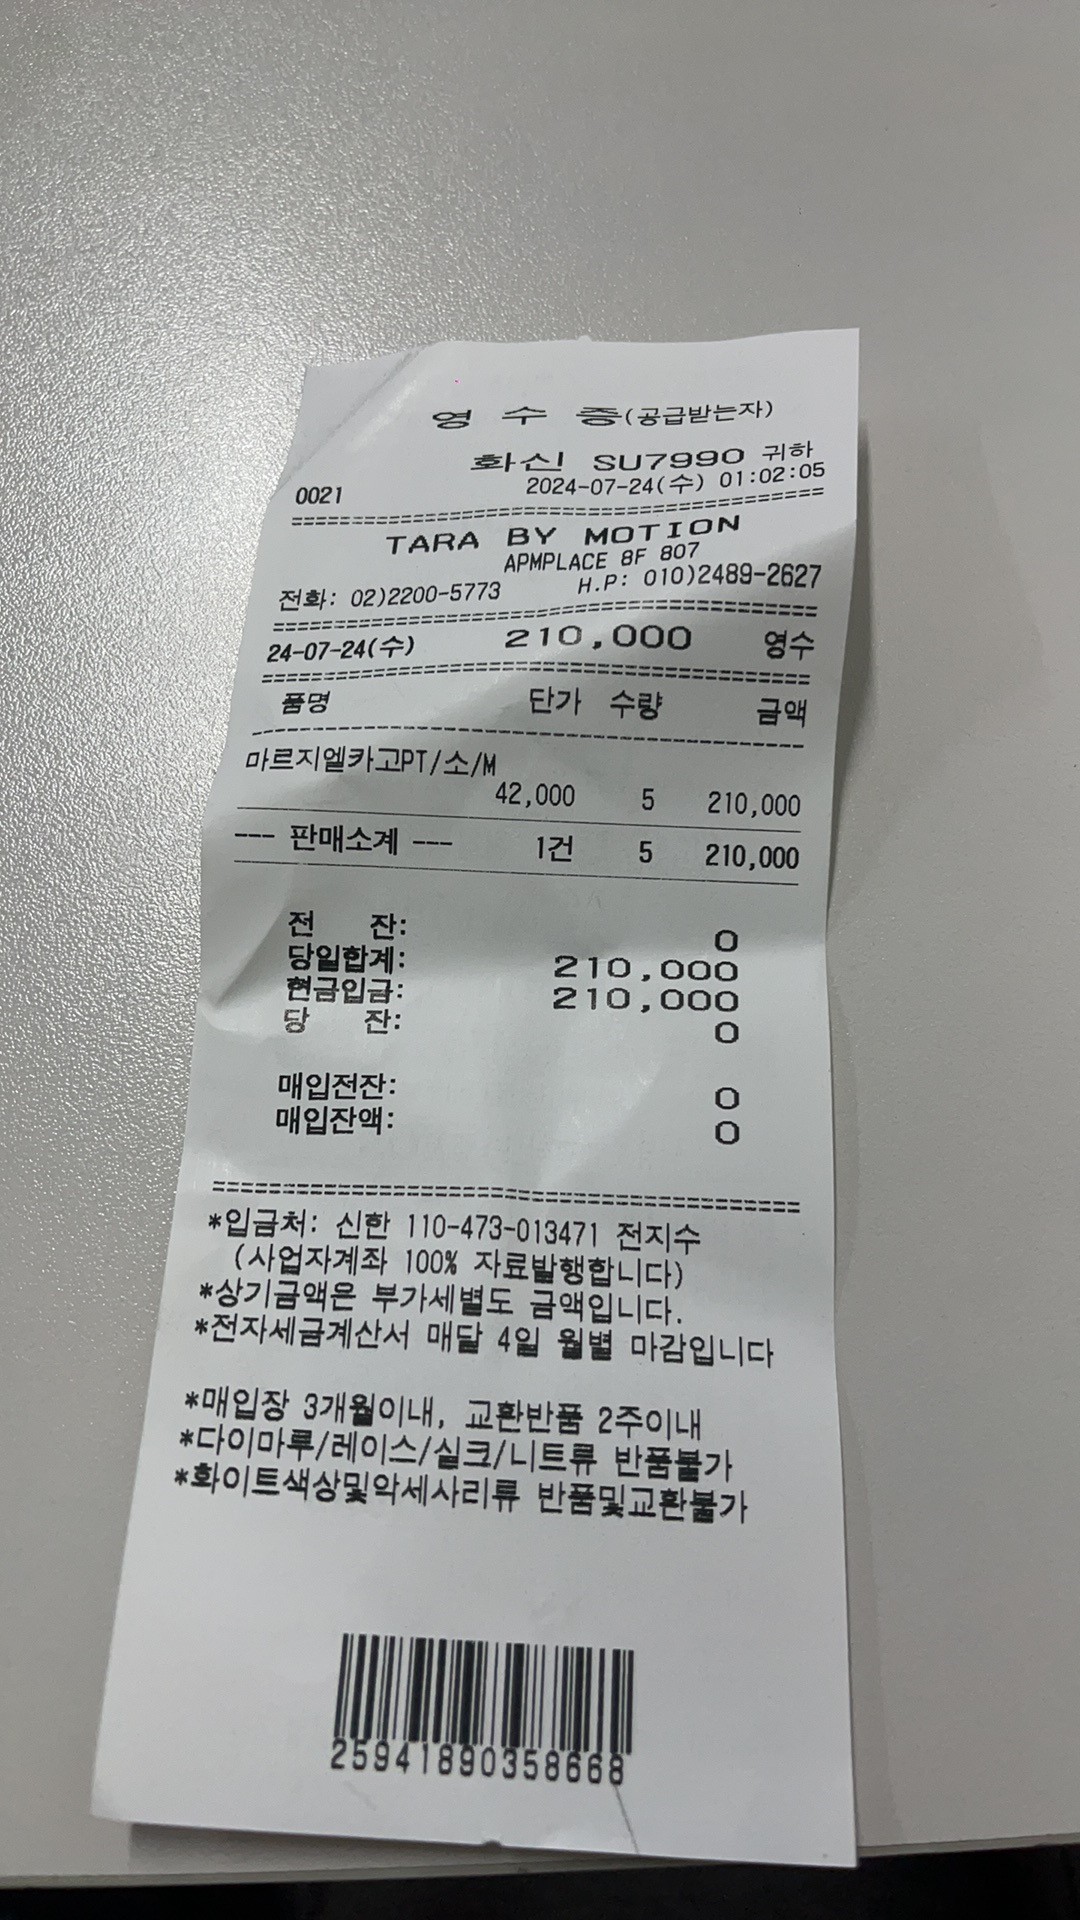 영 수 증(공급받는자)
화신 SU7990 귀하
0021 2024-07-24(수) 01:02:05
TARA BY MOTION
APMPLACE 8F 807
전화: 02)2200-5773 H.P: 010)2489-2627
24-07-24(수) 210,000 영수
품명 단가 수량 금액
마르지엘카고PT/소/M
42,000 5 210,000
--- 판매소계 --- 1건 5 210,000
전 잔: 0
당일합계: 210,000
현금입금: 210,000
당 잔: 0
매입전잔: 0
매입잔액: 0
*입금처: 신한 110-473-013471 전지수
(사업자계좌 100% 자료발행합니다)
*상기금액은 부가세별도 금액입니다.
*전자세금계산서 매달 4일 월별 마감입니다
*매입장 3개월이내, 교환반품 2주이내
*다이마루/레이스/실크/니트류 반품불가
*화이트색상및악세사리류 반품및교환불가
25941890358668